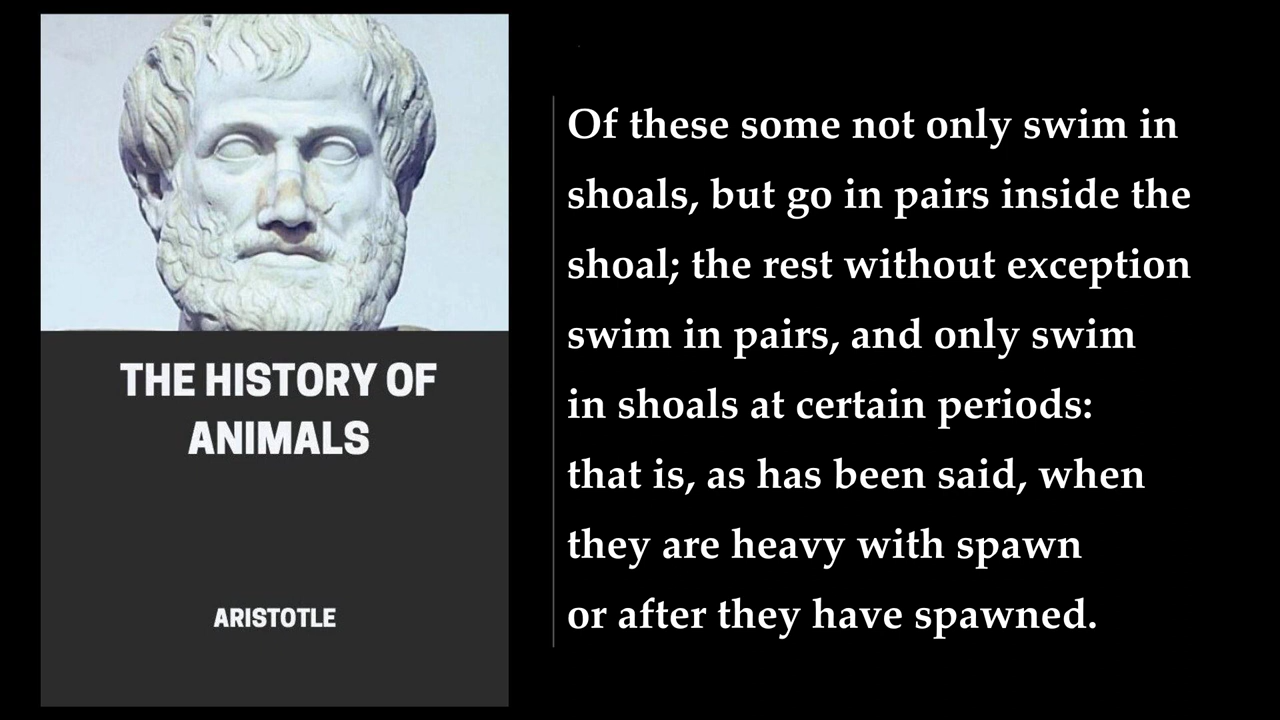 THE HISTORY OF
ANIMALS
ARISTOTLE
Of these some not only swim in
shoals, but go in pairs inside the
shoal; the rest without exception
swim in pairs, and only swim
in shoals at certain periods:
that is, as has been said, when
they are heavy with spawn
or after they have spawned.